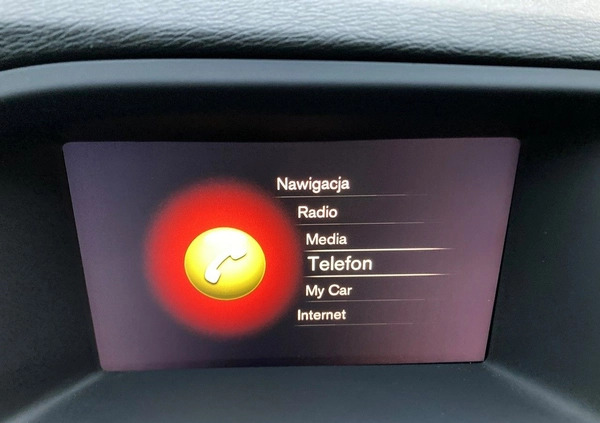 Nawigacja
Radio
Media
Telefon
My Car
Internet